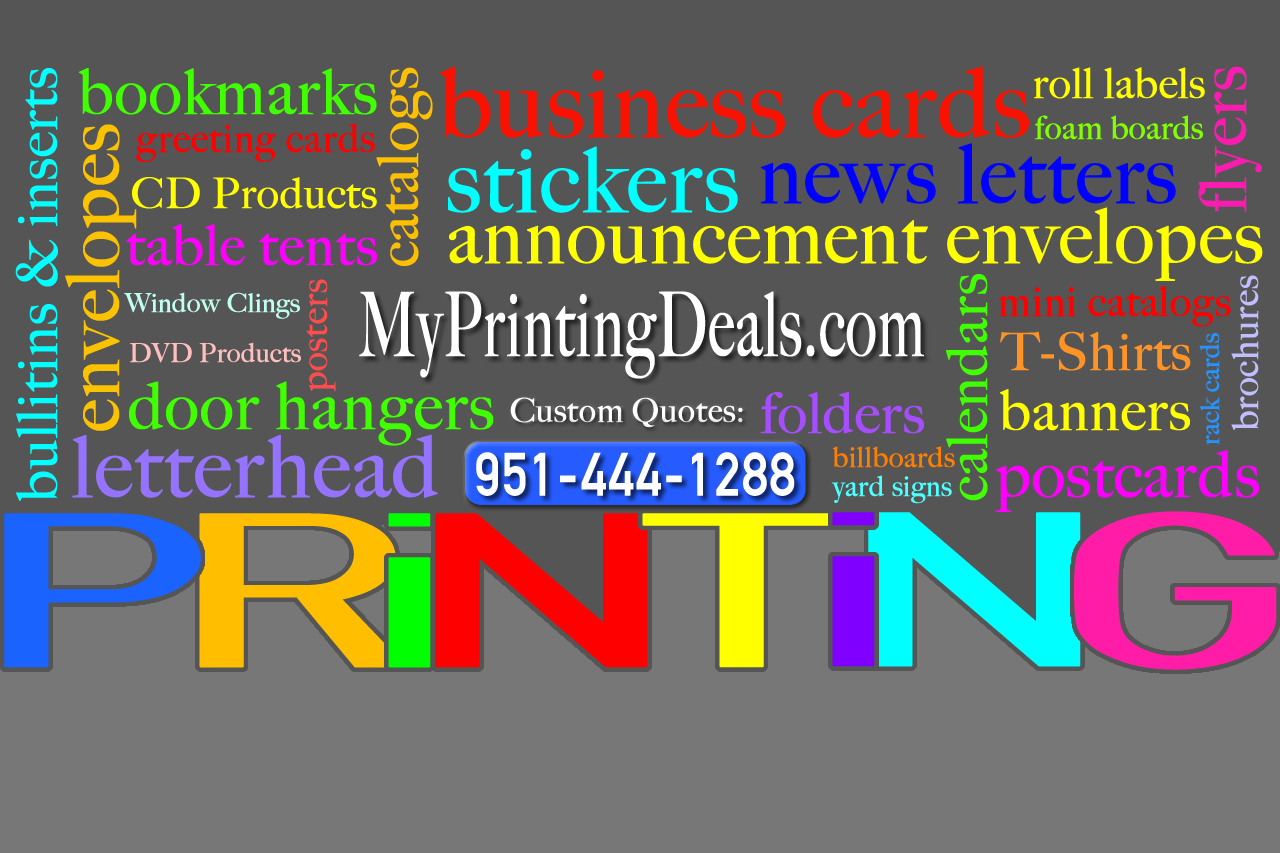 bullitins & inserts
bookmarks
envelopes
greeting cards
CD Products
table tents
Window Clings
DVD Products
posters
catalogs
door hangers
letterhead
business cards
stickers
news letters
announcement envelopes
roll labels
foam boards
flyers
MyPrintingDeals.com
Custom Quotes:
951-444-1288
folders
billboards
yard signs
calendars
mini catalogs
T-Shirts
banners
rack cards
brochures
postcards
PRiNTiNG